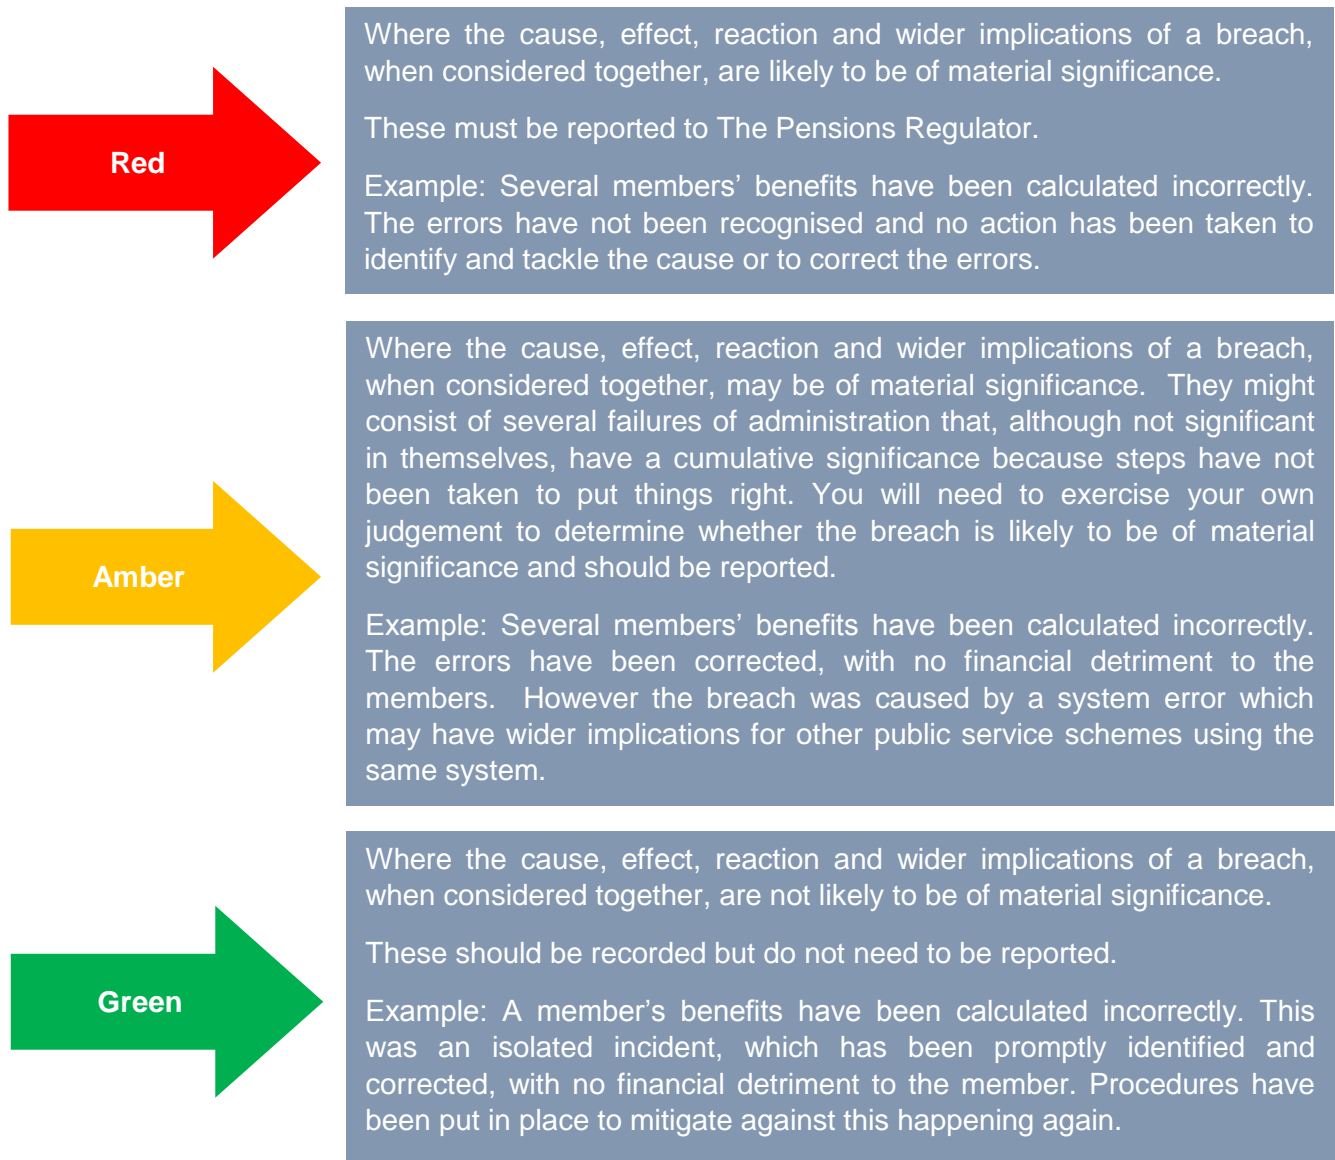 Red
Where the cause, effect, reaction and wider implications of a breach,
when considered together, are likely to be of material significance.
These must be reported to The Pensions Regulator.
Example: Several members’ benefits have been calculated incorrectly.
The errors have not been recognised and no action has been taken to
identify and tackle the cause or to correct the errors.
Amber
Where the cause, effect, reaction and wider implications of a breach,
when considered together, may be of material significance.  They might
consist of several failures of administration that, although not significant
in themselves, have a cumulative significance because steps have not
been taken to put things right. You will need to exercise your own
judgement to determine whether the breach is likely to be of material
significance and should be reported.
Example: Several members’ benefits have been calculated incorrectly.
The errors have been corrected, with no financial detriment to the
members.  However the breach was caused by a system error which
may have wider implications for other public service schemes using the
same system.
Green
Where the cause, effect, reaction and wider implications of a breach,
when considered together, are not likely to be of material significance.
These should be recorded but do not need to be reported.
Example: A member’s benefits have been calculated incorrectly. This
was an isolated incident, which has been promptly identified and
corrected, with no financial detriment to the member. Procedures have
been put in place to mitigate against this happening again.